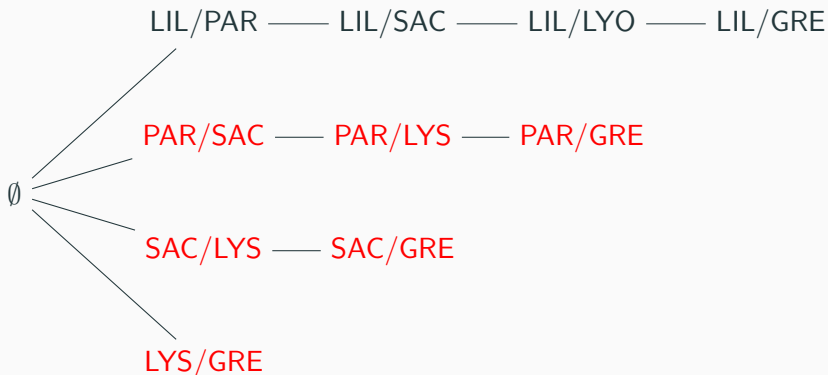 LIL/PAR LIL/SAC LIL/LYO LIL/GRE
PAR/SAC PAR/LYS PAR/GRE
∅
SAC/LYS SAC/GRE
LYS/GRE